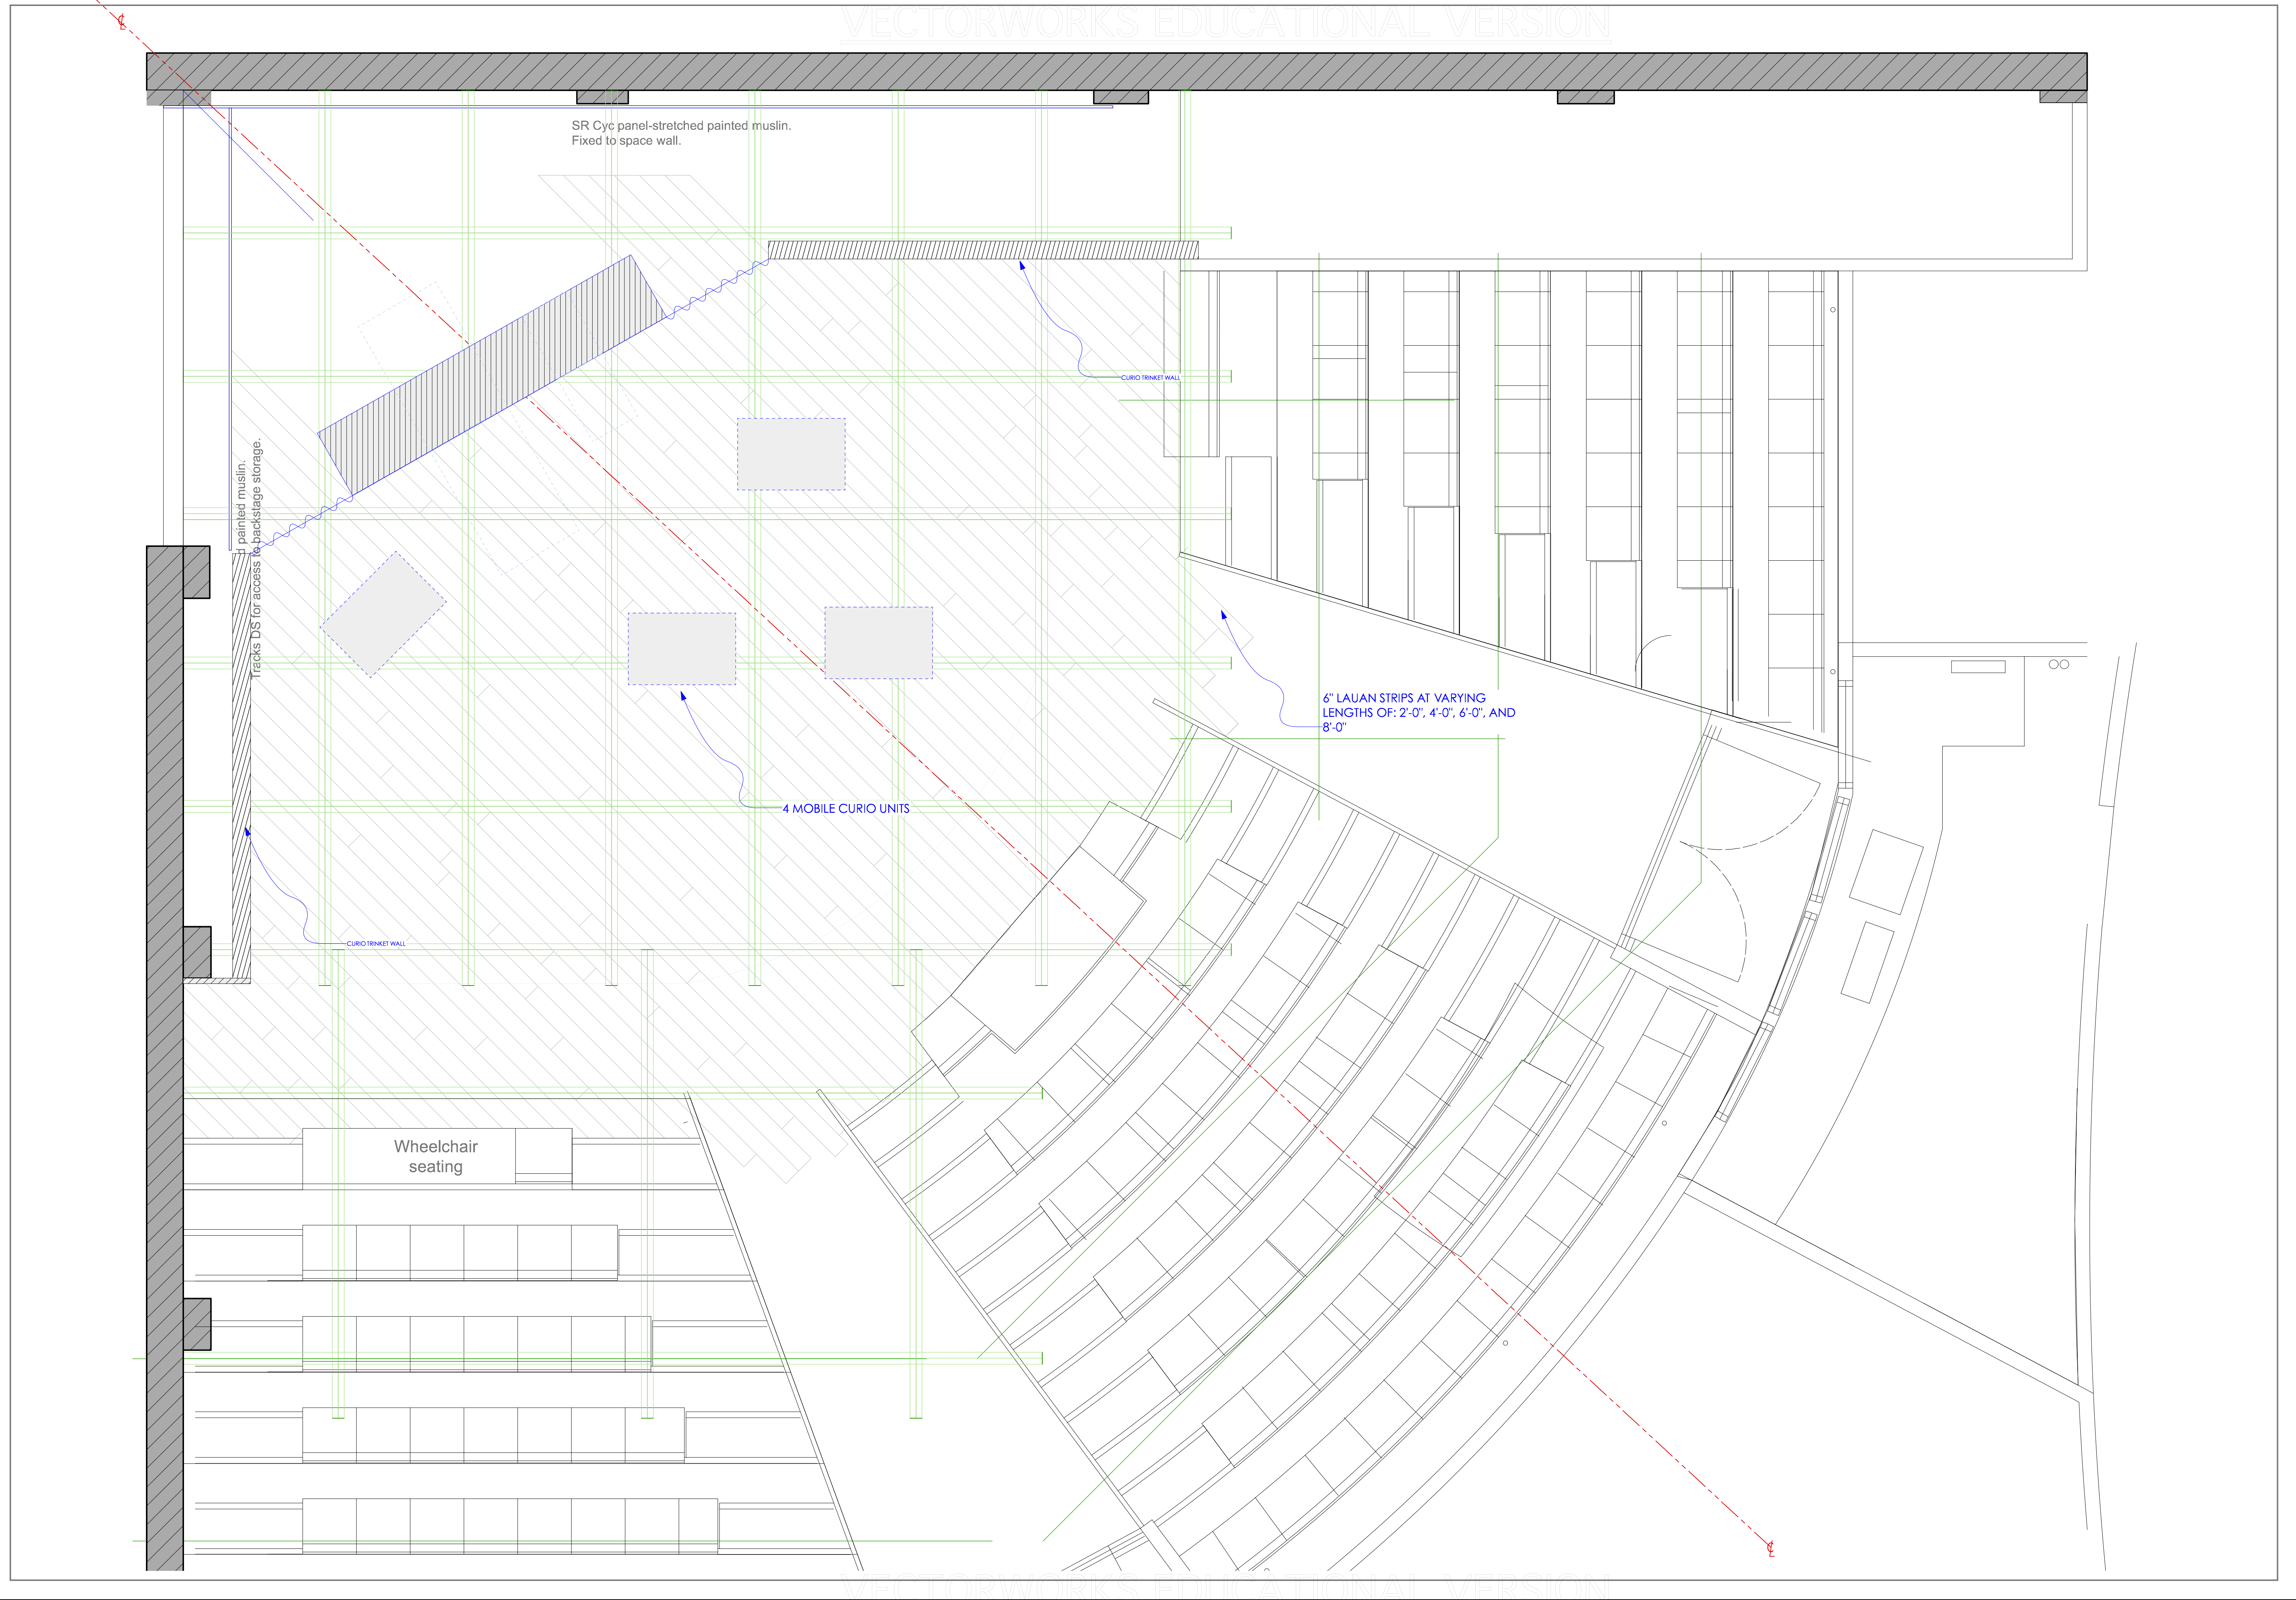 VECTORWORKS EDUCATIONAL VERSION
℄
SR Cyc panel-stretched painted muslin.
Fixed to space wall.
CURIO TRINKET WALL
painted muslin.
Tracks DS for access to backstage storage.
6" LAUAN STRIPS AT VARYING
LENGTHS OF: 2'-0", 4'-0", 6'-0", AND
8'-0"
4 MOBILE CURIO UNITS
CURIO TRINKET WALL
Wheelchair
seating
℄
VECTORWORKS EDUCATIONAL VERSION